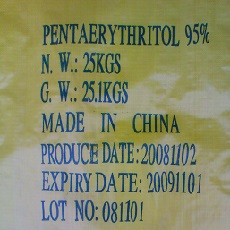 PENTAERYTHRITOL 95%
N. W.: 25KGS
G. W.: 25.1KGS
MADE IN CHINA
PRODUCE DATE: 20081102
EXPIRY DATE: 20091101
LOT NO: 081101